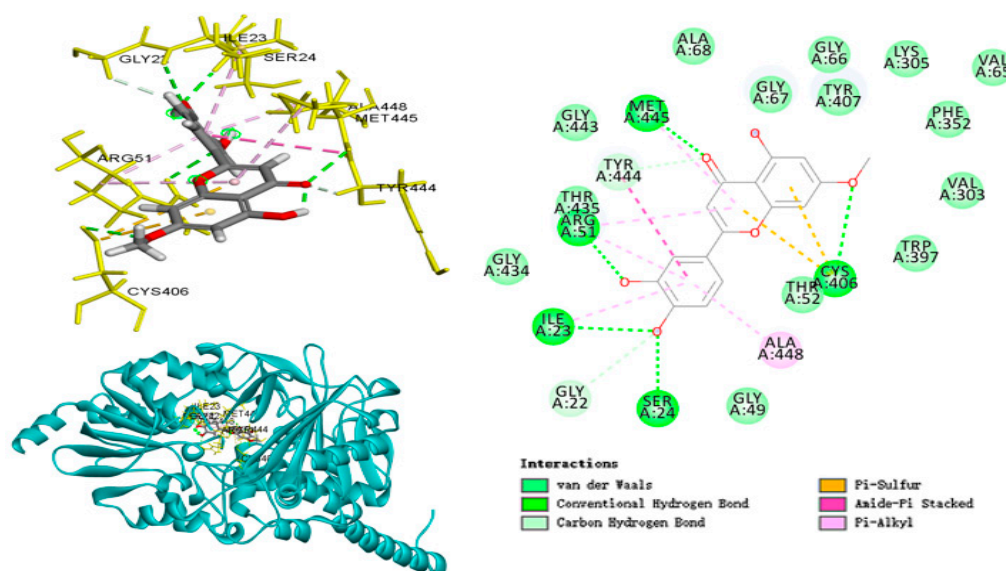 ILE23
GLY22
SER24
ALA448
MET445
ARG51
TYR444
CYS406
ILE23
ALA
A:68
GLY
A:66
LYS
A:305
GLY
A:67
TYR
A:407
MET
A:445
GLY
A:443
PHE
A:352
TYR
A:444
THR
A:435
ARG
A:51
VAL
A:303
GLY
A:434
TRP
A:397
CYS
A:406
THR
A:52
ILE
A:23
ALA
A:448
GLY
A:22
SER
A:24
GLY
A:49
Interactions
van der Waals
Conventional Hydrogen Bond
Carbon Hydrogen Bond
Pi-Sulfur
Amide-Pi Stacked
Pi-Alkyl